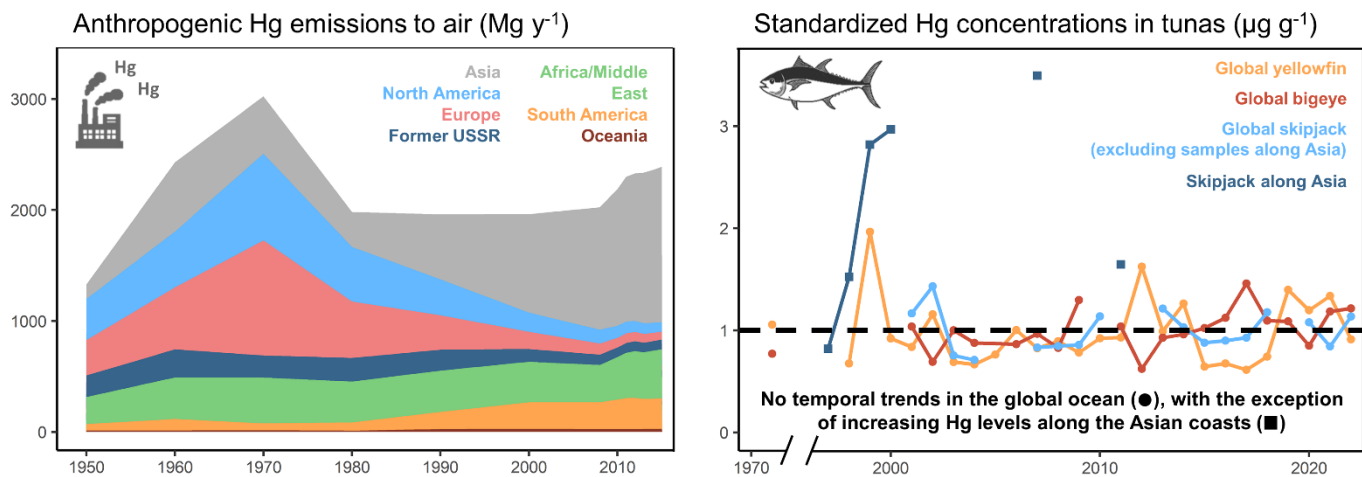 Anthropogenic Hg emissions to air (Mg y⁻¹)
Hg
Hg
Asia
North America
Europe
Former USSR
Africa/Middle
East
South America
Oceania
3000
2000
1000
0
1950
1960
1970
1980
1990
2000
2010
Standardized Hg concentrations in tunas (µg g⁻¹)
Global yellowfin
Global bigeye
Global skipjack
(excluding samples along Asia)
Skipjack along Asia
3
2
1
0
No temporal trends in the global ocean (●), with the exception
of increasing Hg levels along the Asian coasts (■)
1970
2000
2010
2020